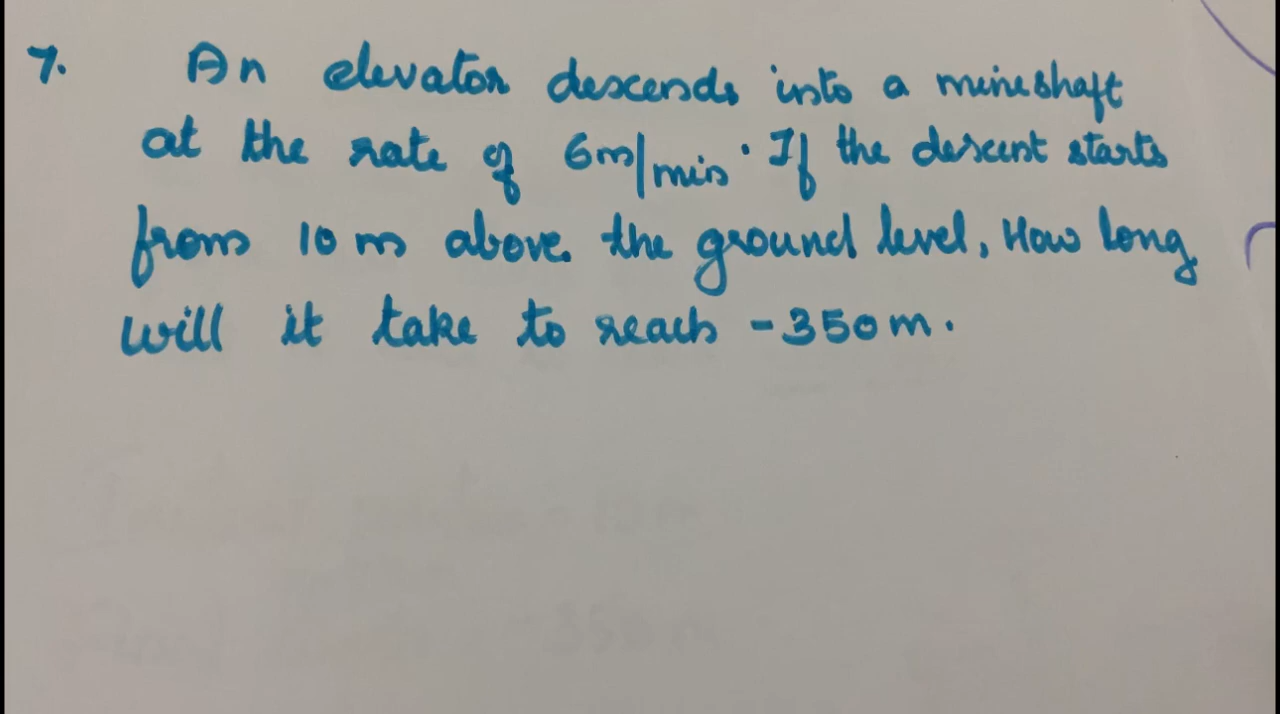 7. An elevator descends into a mineshaft
at the rate of 6m/min. If the descent starts
from 10 m above the ground level, How long
will it take to reach -350m.